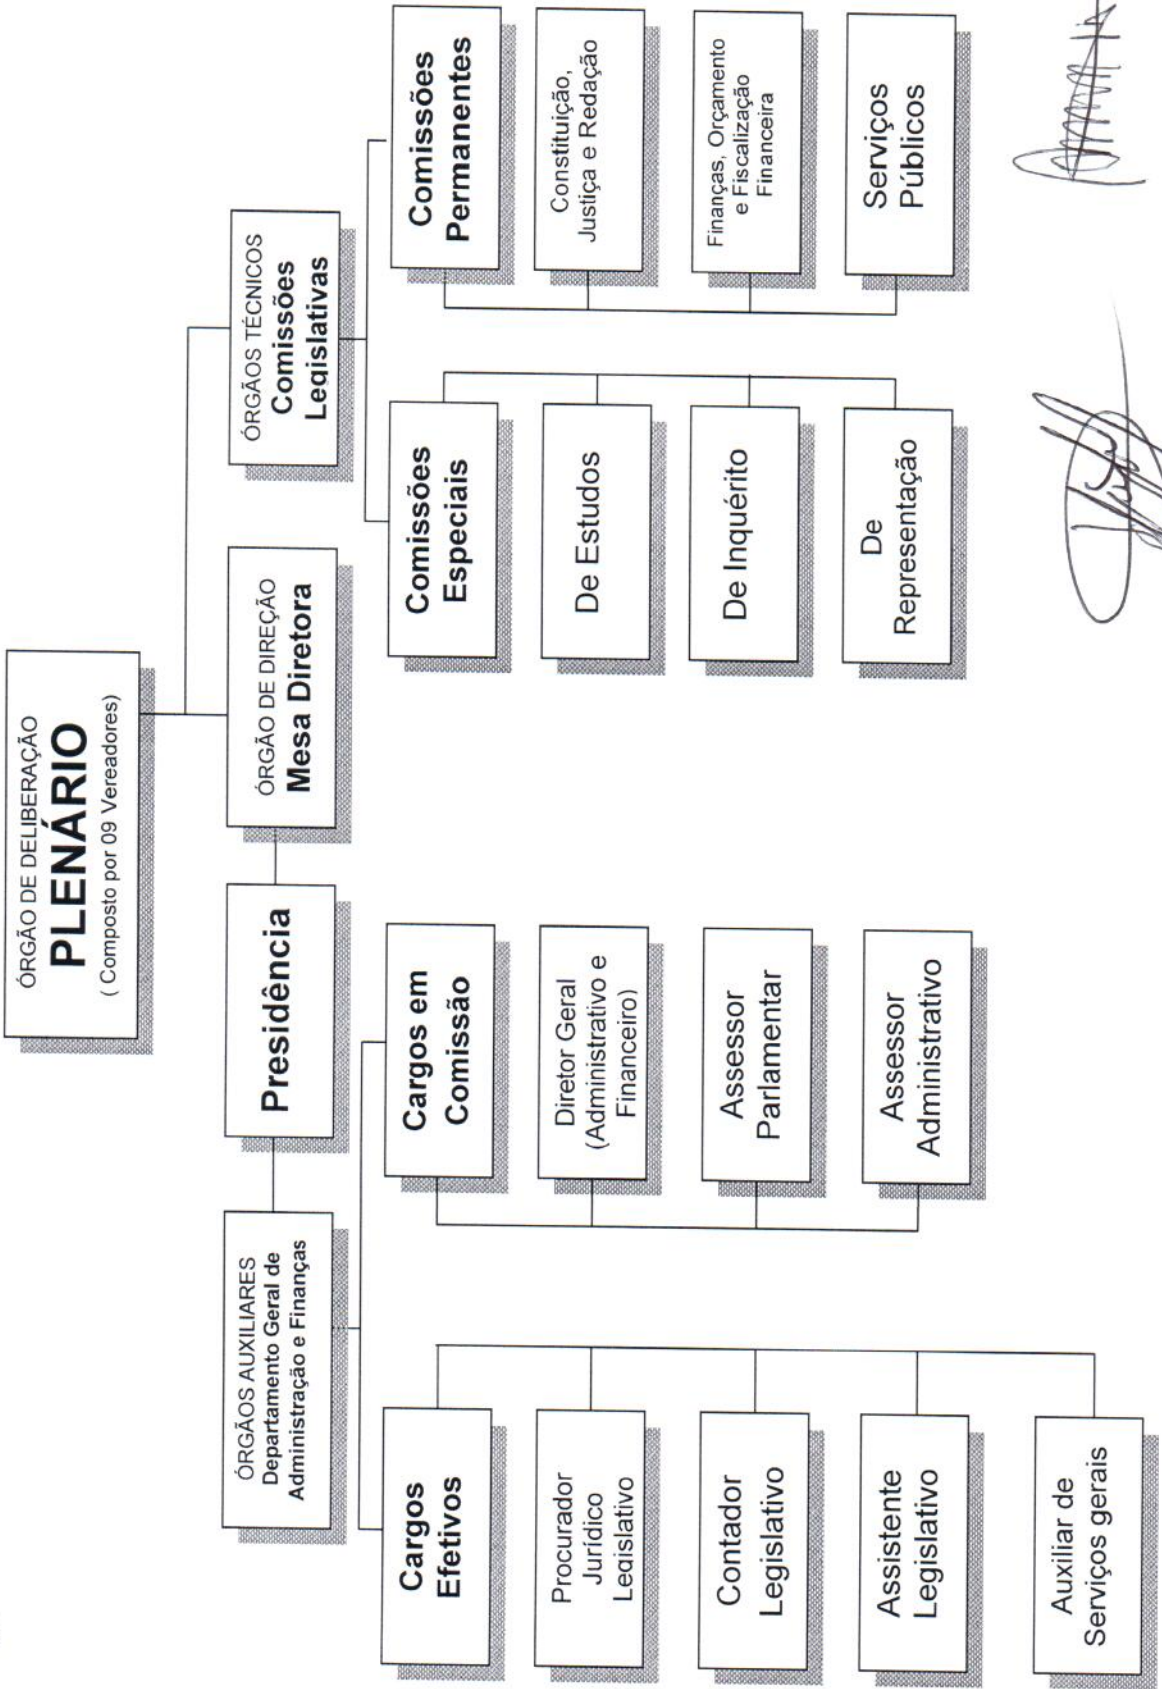 ÓRGÃO DE DELIBERAÇÃO
PLENÁRIO
( Composto por 09 Vereadores)
ÓRGÃOS AUXILIARES
Departamento Geral de
Administração e Finanças
Presidência
ÓRGÃO DE DIREÇÃO
Mesa Diretora
ÓRGÃOS TÉCNICOS
Comissões
Legislativas
Cargos
Efetivos
Procurador
Jurídico
Legislativo
Contador
Legislativo
Assistente
Legislativo
Auxiliar de
Serviços gerais
Cargos em
Comissão
Diretor Geral
(Administrativo e
Financeiro)
Assessor
Parlamentar
Assessor
Administrativo
Comissões
Especiais
De Estudos
De Inquérito
De
Representação
Comissões
Permanentes
Constituição,
Justiça e Redação
Finanças, Orçamento
e Fiscalização
Financeira
Serviços
Públicos